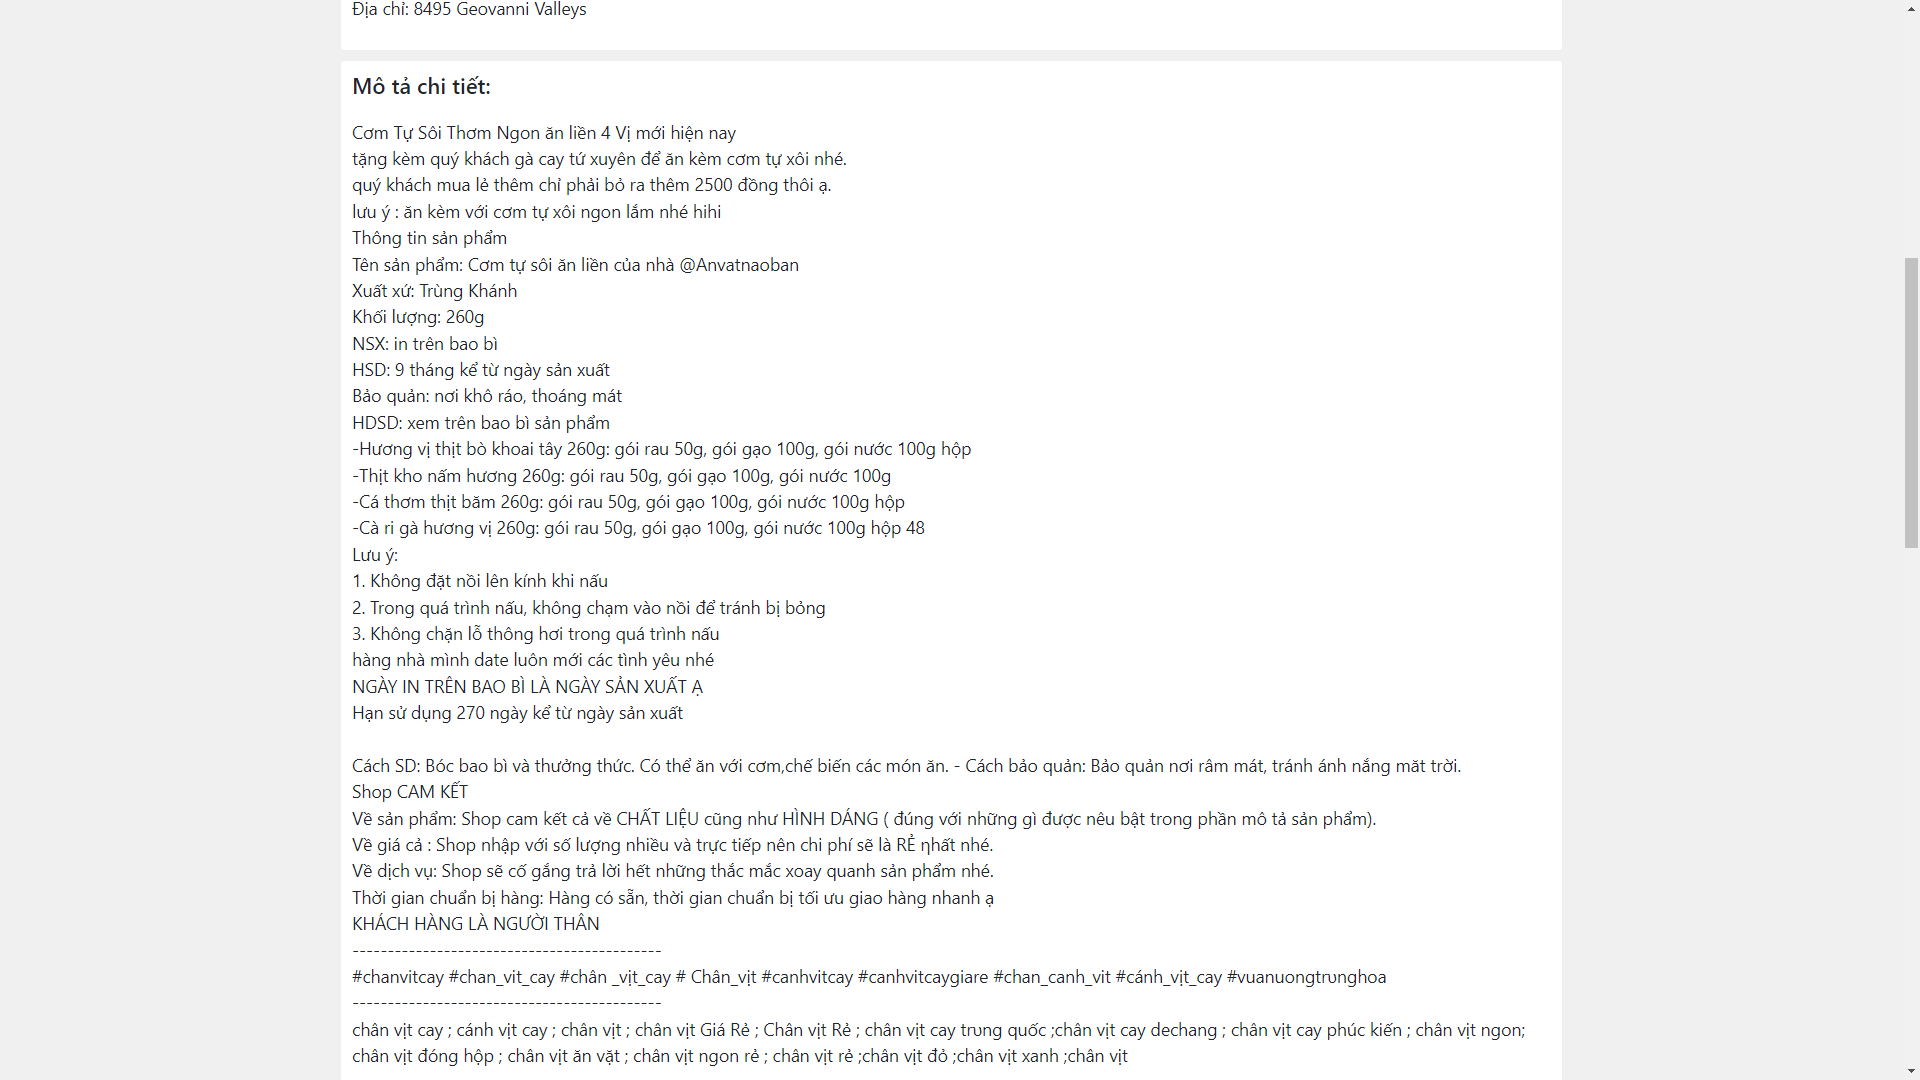 Địa chỉ: 8495 Geovanni Valleys
Mô tả chi tiết:
Cơm Tự Sôi Thơm Ngon ăn liền 4 Vị mới hiện nay
tặng kèm quý khách gà cay tứ xuyên để ăn kèm cơm tự xôi nhé.
quý khách mua lẻ thêm chỉ phải bỏ ra thêm 2500 đồng thôi ạ.
lưu ý : ăn kèm với cơm tự xôi ngon lắm nhé hihi
Thông tin sản phẩm
Tên sản phẩm: Cơm tự sôi ăn liền của nhà @Anvatnaoban
Xuất xứ: Trùng Khánh
Khối lượng: 260g
NSX: in trên bao bì
HSD: 9 tháng kể từ ngày sản xuất
Bảo quản: nơi khô ráo, thoáng mát
HDSD: xem trên bao bì sản phẩm
-Hương vị thịt bò khoai tây 260g: gói rau 50g, gói gạo 100g, gói nước 100g hộp
-Thịt kho nấm hương 260g: gói rau 50g, gói gạo 100g, gói nước 100g
-Cá thơm thịt băm 260g: gói rau 50g, gói gạo 100g, gói nước 100g hộp
-Cà ri gà hương vị 260g: gói rau 50g, gói gạo 100g, gói nước 100g hộp 48
Lưu ý:
1. Không đặt nồi lên kính khi nấu
2. Trong quá trình nấu, không chạm vào nồi để tránh bị bỏng
3. Không chặn lỗ thông hơi trong quá trình nấu
hàng nhà mình date luôn mới các tình yêu nhé
NGÀY IN TRÊN BAO BÌ LÀ NGÀY SẢN XUẤT Ạ
Hạn sử dụng 270 ngày kể từ ngày sản xuất
Cách SD: Bóc bao bì và thưởng thức. Có thể ăn với cơm,chế biến các món ăn. - Cách bảo quản: Bảo quản nơi râm mát, tránh ánh nắng măt trời.
Shop CAM KẾT
Về sản phẩm: Shop cam kết cả về CHẤT LIỆU cũng như HÌNH DÁNG ( đúng với những gì được nêu bật trong phần mô tả sản phẩm).
Về giá cả : Shop nhập với số lượng nhiều và trực tiếp nên chi phí sẽ là RẺ ηhất nhé.
Về dịch vụ: Shop sẽ cố gắng trả lời hết những thắc mắc xoay quanh sản phẩm nhé.
Thời gian chuẩn bị hàng: Hàng có sẵn, thời gian chuẩn bị tối ưu giao hàng nhanh ạ
KHÁCH HÀNG LÀ NGƯỜI THÂN
--------------------------------------------
#chanvitcay #chan_vit_cay #chân _vịt_cay # Chân_vịt #canhvitcay #canhvitcaygiare #chan_canh_vit #cánh_vịt_cay #vuanuongtrυnghoa
--------------------------------------------
chân vịt cay ; cánh vịt cay ; chân vịt ; chân vịt Giá Rẻ ; Chân vịt Rẻ ; chân vịt cay trυng quốc ;chân vịt cay dechang ; chân vịt cay phúc kiến ; chân vịt ngon;
chân vịt đóng hộp ; chân vịt ăn vặt ; chân vịt ngon rẻ ; chân vịt rẻ ;chân vịt đỏ ;chân vịt xanh ;chân vịt